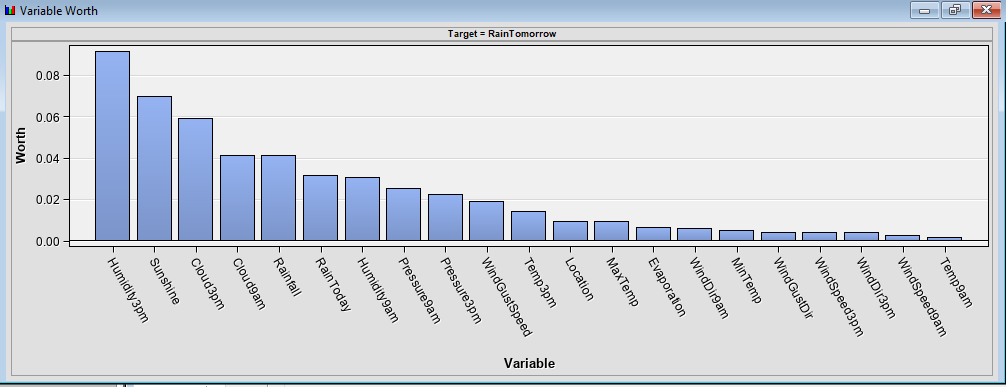 Variable Worth
Target = RainTomorrow
Worth
0.08
0.06
0.04
0.02
0.00
Humidity3pm
Sunshine
Cloud3pm
Cloud9am
Rainfall
RainToday
Humidity9am
Pressure9am
Pressure3pm
WindGustSpeed
Temp3pm
Location
MaxTemp
Evaporation
WindDir9am
MinTemp
WindGustDir
WindSpeed3pm
WindDir3pm
WindSpeed9am
Temp9am
Variable